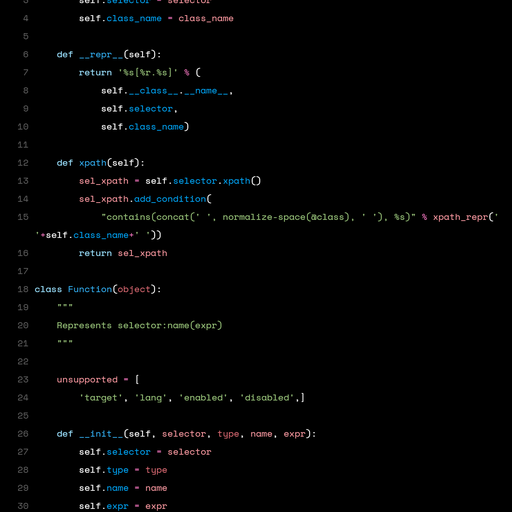 3 self.selector = selector
4 self.class_name = class_name
5
6 def __repr__(self):
7 return '%s[%r.%s]' % (
8 self.__class__.__name__,
9 self.selector,
10 self.class_name)
11
12 def xpath(self):
13 sel_xpath = self.selector.xpath()
14 sel_xpath.add_condition(
15 "contains(concat(' ', normalize-space(@class), ' '), %s)" % xpath_repr('
'+self.class_name+' '))
16 return sel_xpath
17
18 class Function(object):
19 """
20 Represents selector:name(expr)
21 """
22
23 unsupported = [
24 'target', 'lang', 'enabled', 'disabled',]
25
26 def __init__(self, selector, type, name, expr):
27 self.selector = selector
28 self.type = type
29 self.name = name
30 self.expr = expr